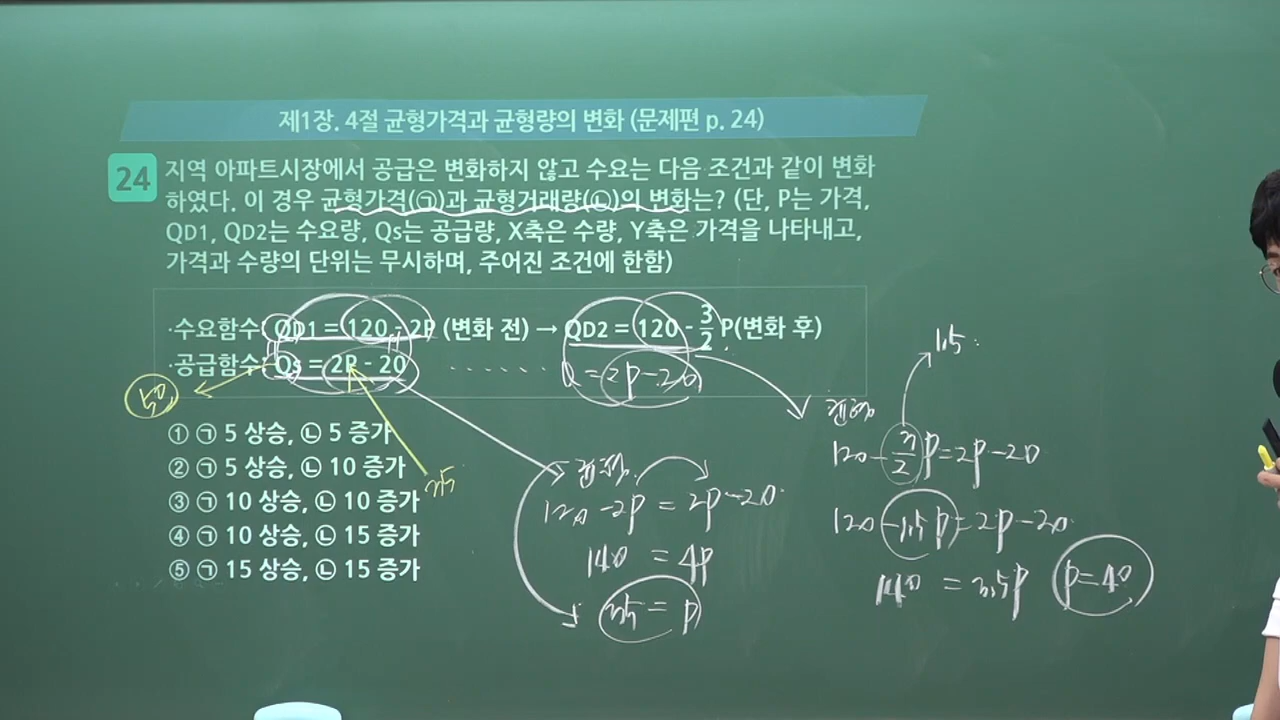 제1장. 4절 균형가격과 균형량의 변화 (문제편 p. 24)
24 지역 아파트시장에서 공급은 변화하지 않고 수요는 다음 조건과 같이 변화
하였다. 이 경우 균형가격(㉠)과 균형거래량(㉡)의 변화는? (단, P는 가격,
QD1, QD2는 수요량, Qs는 공급량, X축은 수량, Y축은 가격을 나타내고,
가격과 수량의 단위는 무시하며, 주어진 조건에 한함)
·수요함수: QD1 = 120 - 2P (변화 전) → QD2 = 120 - 3/2 P(변화 후)
·공급함수: Qs = 2P - 20 · · · · · · Q = 2P-20
50
① ㉠ 5 상승, ㉡ 5 증가
② ㉠ 5 상승, ㉡ 10 증가
③ ㉠ 10 상승, ㉡ 10 증가
④ ㉠ 10 상승, ㉡ 15 증가
⑤ ㉠ 15 상승, ㉡ 15 증가
35
균형
120-2P = 2P-20
140 = 4P
35 = P
1.5
균형
120-3/2P=2P-20
120-1.5P=2P-20
140 = 3.5P P=40